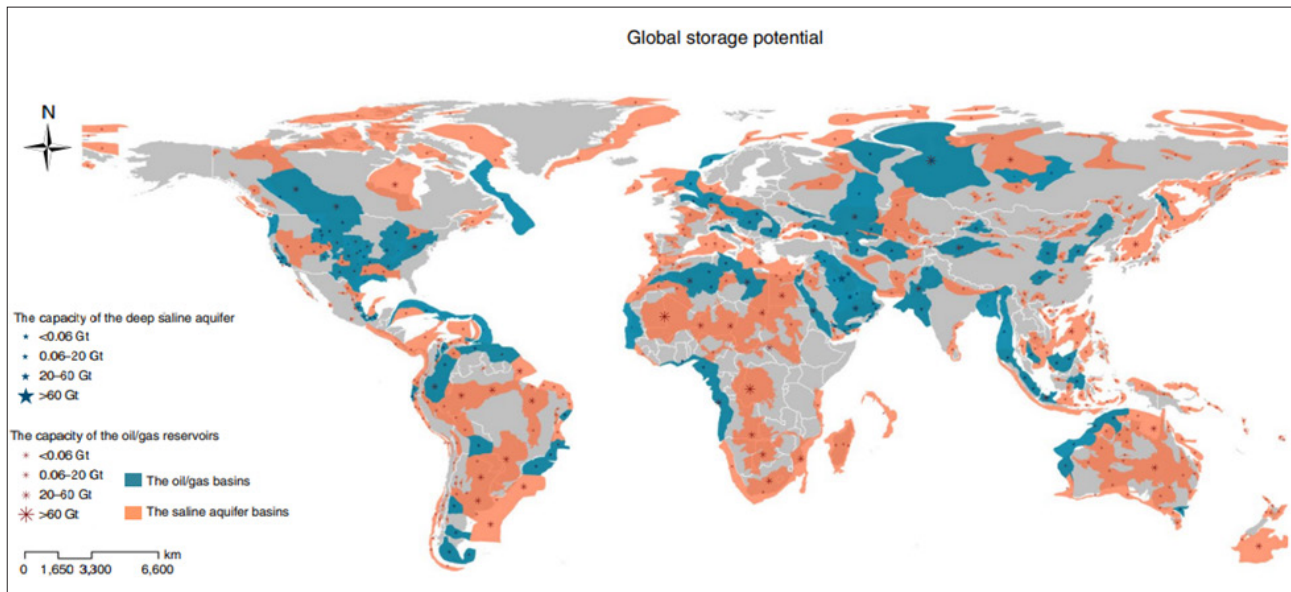 Global storage potential
N
The capacity of the deep saline aquifer
<0.06 Gt
0.06–20 Gt
20–60 Gt
>60 Gt
The capacity of the oil/gas reservoirs
<0.06 Gt
0.06–20 Gt
20–60 Gt
>60 Gt
The oil/gas basins
The saline aquifer basins
km
0 1,650 3,300 6,600